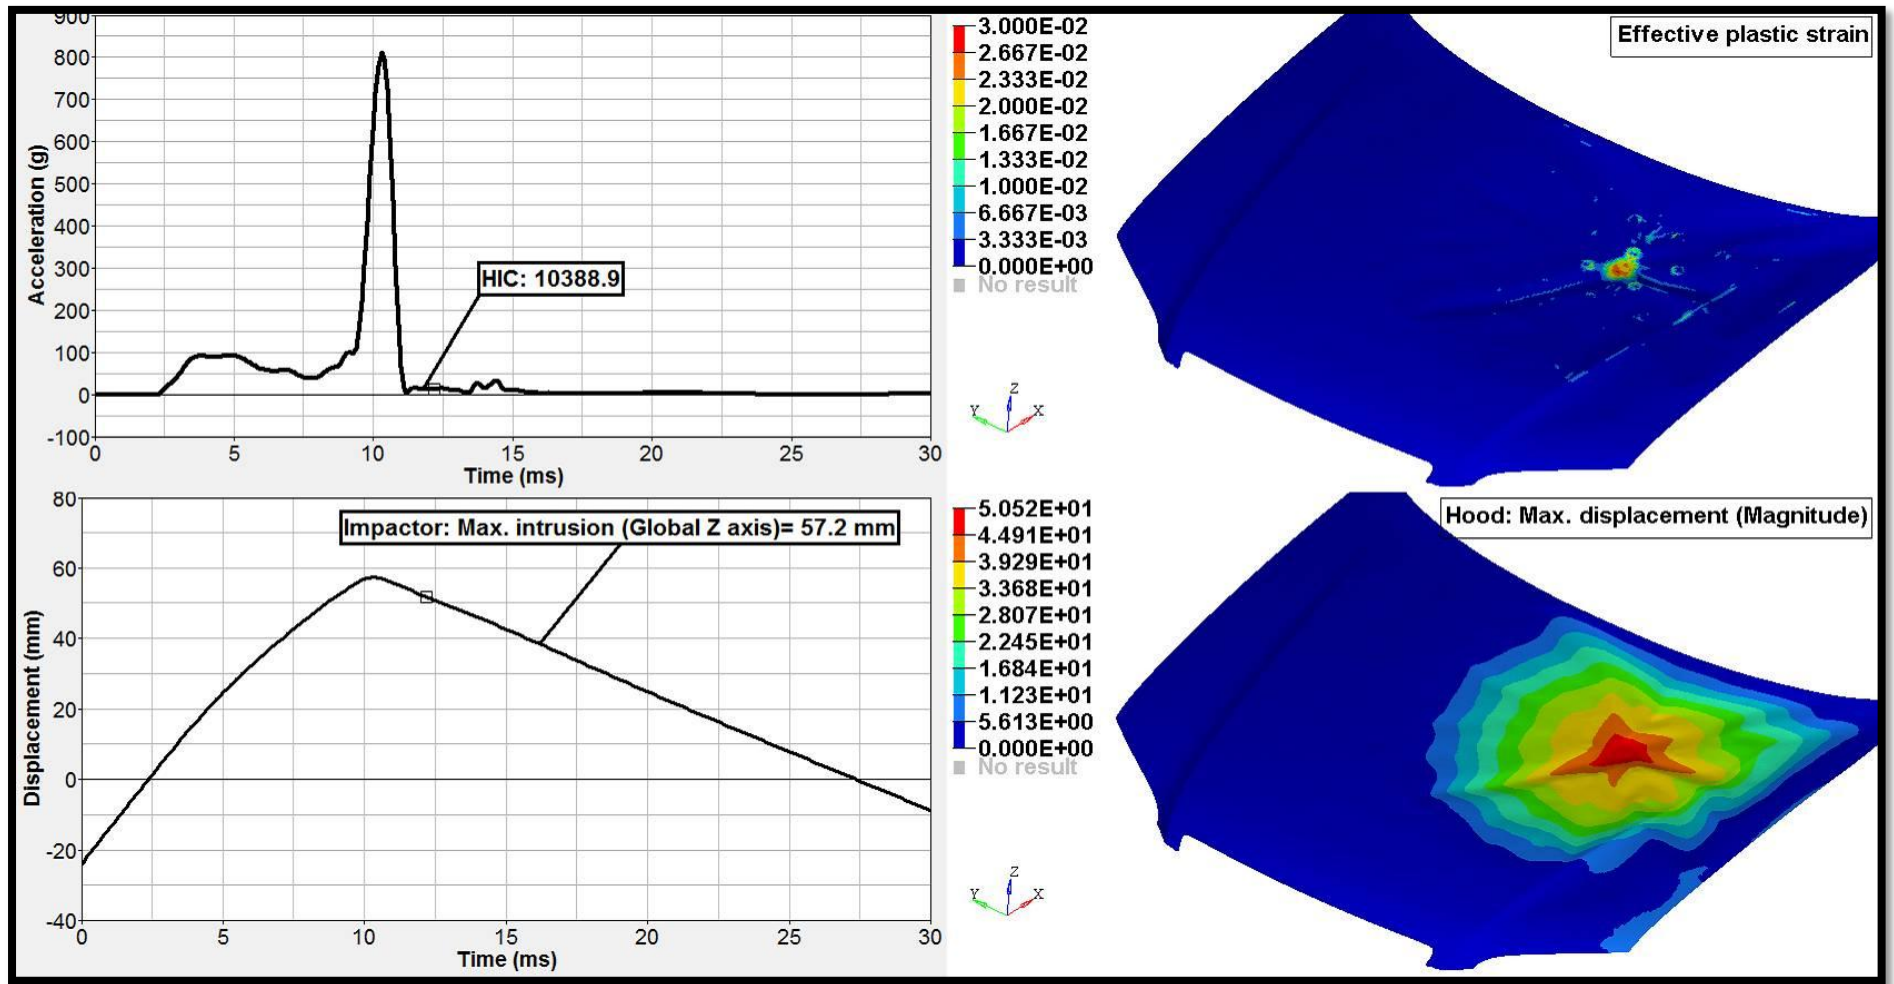 900
800
700
600
500
400
300
200
100
0
-100
Acceleration (g)
HIC: 10388.9
0 5 10 15 20 25 30
Time (ms)
3.000E-02
2.667E-02
2.333E-02
2.000E-02
1.667E-02
1.333E-02
1.000E-02
6.667E-03
3.333E-03
0.000E+00
No result
Effective plastic strain
Z
Y X
80
60
40
20
0
-20
-40
Displacement (mm)
Impactor: Max. intrusion (Global Z axis)= 57.2 mm
0 5 10 15 20 25 30
Time (ms)
5.052E+01
4.491E+01
3.929E+01
3.368E+01
2.807E+01
2.245E+01
1.684E+01
1.123E+01
5.613E+00
0.000E+00
No result
Hood: Max. displacement (Magnitude)
Z
Y X